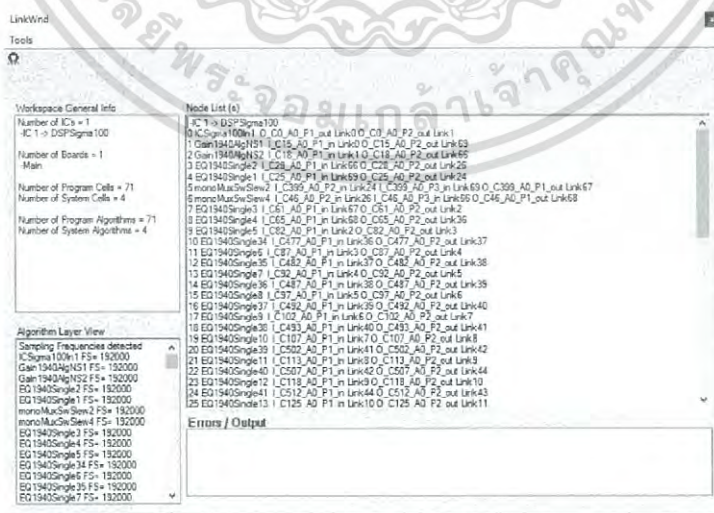 LinkWnd
Tools
Workspace General Info
Number of IC's = 1
-IC 1 -> DSPSigma100
Number of Boards = 1
-Main
Number of Program Cells = 71
Number of System Cells = 4
Number of Program Algorithms = 71
Number of System Algorithms = 4
Algorithm Layer View
Sampling Frequencies detected
ICSigma100In1 FS= 192000
Gain1940AlgNS1 FS= 192000
Gain1940AlgNS2 FS= 192000
EQ1940Single2 FS= 192000
EQ1940Single1 FS= 192000
monoMuxSwSlew2 FS= 192000
monoMuxSwSlew4 FS= 192000
EQ1940Single3 FS= 192000
EQ1940Single4 FS= 192000
EQ1940Single5 FS= 192000
EQ1940Single34 FS= 192000
EQ1940Single6 FS= 192000
EQ1940Single35 FS= 192000
EQ1940Single7 FS= 192000
Node List (s)
-IC 1 -> DSPSigma100
0 ICSigma100In1 O_C0_A0_P1_out Link0 O_C0_A0_P2_out Link1
1 Gain1940AlgNS1 I_C15_A0_P1_in Link0 O_C15_A0_P2_out Link69
2 Gain1940AlgNS2 I_C18_A0_P1_in Link1 O_C18_A0_P2_out Link66
3 EQ1940Single2 I_C28_A0_P1_in Link66 O_C28_A0_P2_out Link26
4 EQ1940Single1 I_C25_A0_P1_in Link69 O_C25_A0_P2_out Link24
5 monoMuxSwSlew2 I_C399_A0_P2_in Link24 I_C399_A0_P3_in Link69 O_C399_A0_P1_out Link67
6 monoMuxSwSlew4 I_C46_A0_P2_in Link26 I_C46_A0_P3_in Link66 O_C46_A0_P1_out Link68
7 EQ1940Single3 I_C61_A0_P1_in Link67 O_C61_A0_P2_out Link2
8 EQ1940Single4 I_C65_A0_P1_in Link68 O_C65_A0_P2_out Link36
9 EQ1940Single5 I_C82_A0_P1_in Link2 O_C82_A0_P2_out Link3
10 EQ1940Single34 I_C477_A0_P1_in Link36 O_C477_A0_P2_out Link37
11 EQ1940Single6 I_C87_A0_P1_in Link3 O_C87_A0_P2_out Link4
12 EQ1940Single35 I_C482_A0_P1_in Link37 O_C482_A0_P2_out Link38
13 EQ1940Single7 I_C92_A0_P1_in Link4 O_C92_A0_P2_out Link5
14 EQ1940Single36 I_C487_A0_P1_in Link38 O_C487_A0_P2_out Link39
15 EQ1940Single8 I_C97_A0_P1_in Link5 O_C97_A0_P2_out Link6
16 EQ1940Single37 I_C492_A0_P1_in Link39 O_C492_A0_P2_out Link40
17 EQ1940Single9 I_C102_A0_P1_in Link6 O_C102_A0_P2_out Link7
18 EQ1940Single38 I_C493_A0_P1_in Link40 O_C493_A0_P2_out Link41
19 EQ1940Single10 I_C107_A0_P1_in Link7 O_C107_A0_P2_out Link8
20 EQ1940Single39 I_C502_A0_P1_in Link41 O_C502_A0_P2_out Link42
21 EQ1940Single11 I_C113_A0_P1_in Link8 O_C113_A0_P2_out Link9
22 EQ1940Single40 I_C507_A0_P1_in Link42 O_C507_A0_P2_out Link44
23 EQ1940Single12 I_C118_A0_P1_in Link9 O_C118_A0_P2_out Link10
24 EQ1940Single41 I_C512_A0_P1_in Link44 O_C512_A0_P2_out Link43
25 EQ1940Single13 I_C125_A0_P1_in Link10 O_C125_A0_P2_out Link11
Errors / Output